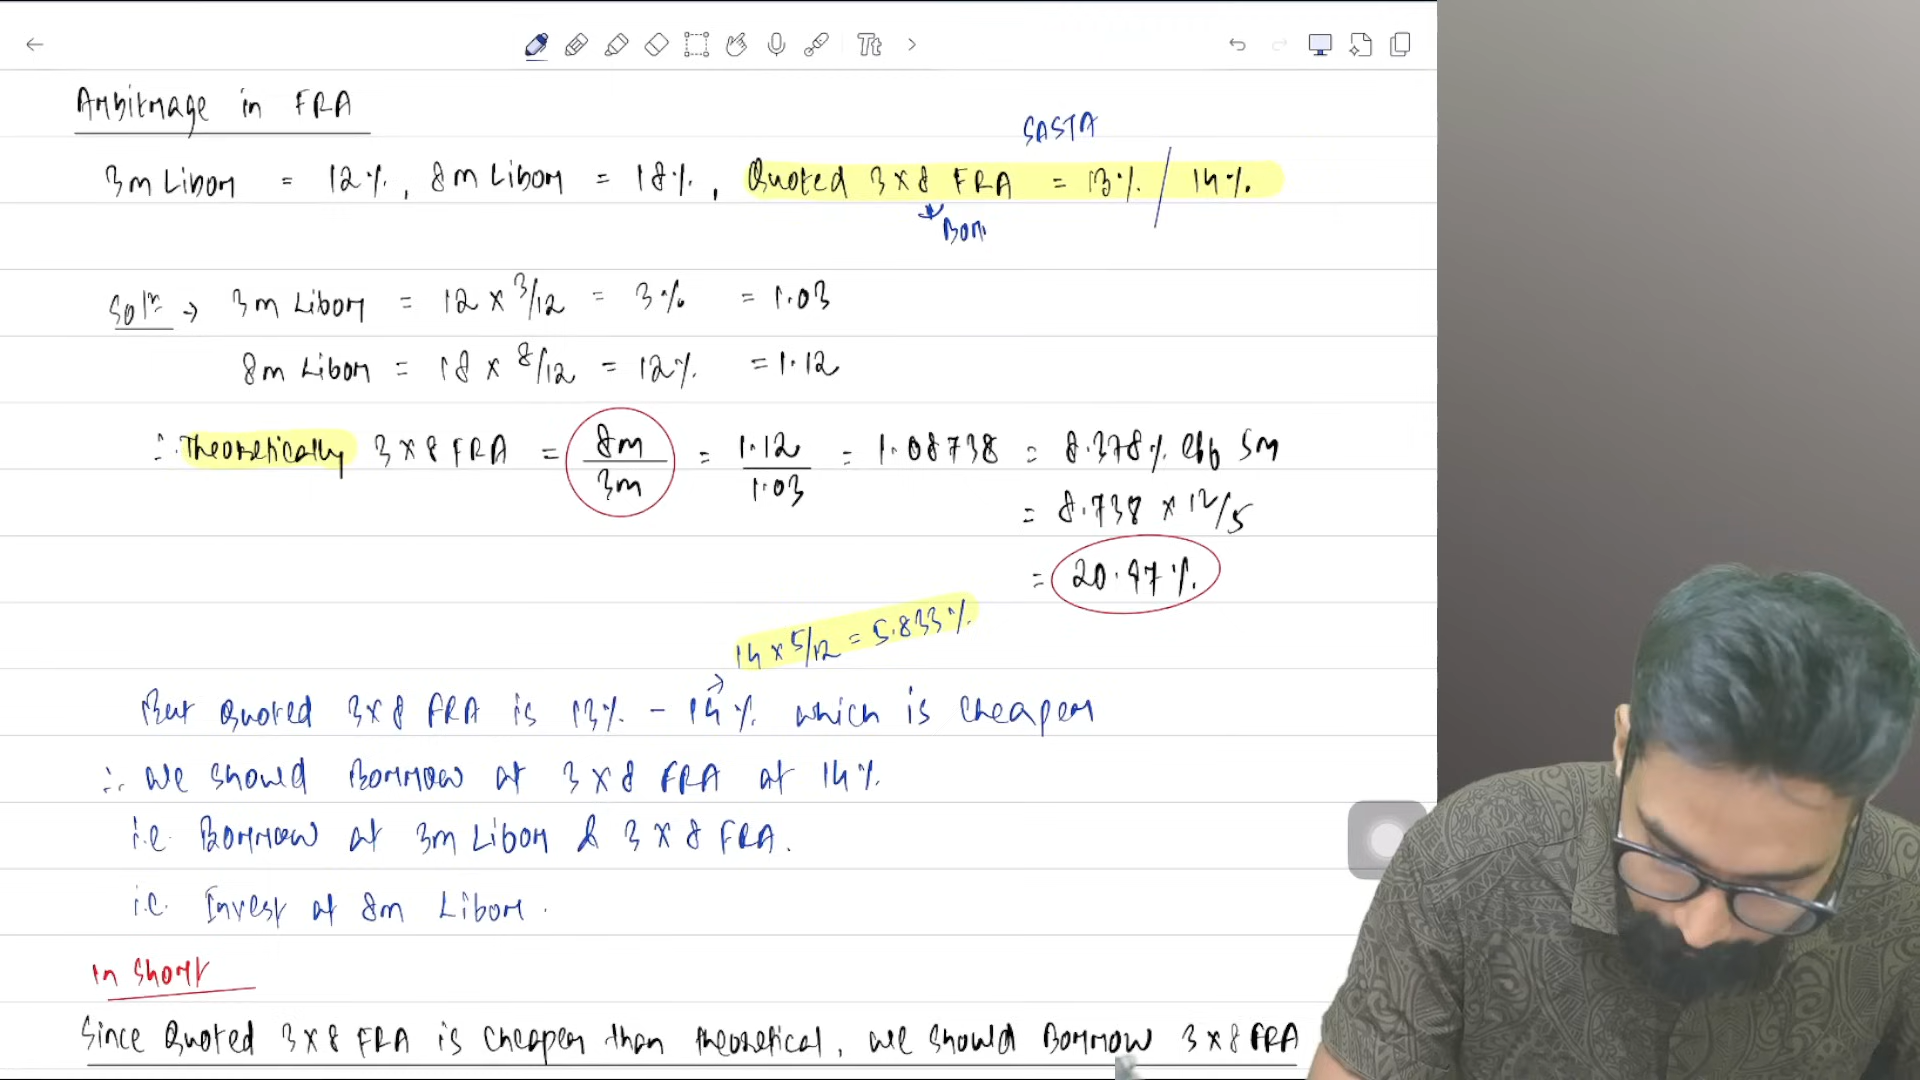 Tt
Arbitrage in FRA
SASTA
3m Libor = 12%, 8m Libor = 18%, Quoted 3x8 FRA = 13% / 14%
Borr
Solⁿ → 3m Libor = 12 x 3/12 = 3% = 1.03
8m Libor = 18 x 8/12 = 12% = 1.12
∴ Theoretically 3x8 FRA = 8m/3m = 1.12/1.03 = 1.08738 = 8.378% eff 5m
= 8.738 x 12/5
= 20.97%
14 x 5/12 = 5.833%
But Quoted 3x8 FRA is 13% - 14% which is cheaper
∴ we should Borrow at 3x8 FRA at 14%
i.e. Borrow at 3m Libor & 3x8 FRA.
i.e. Invest at 8m Libor.
in short
Since Quoted 3x8 FRA is cheaper than theoretical, we should Borrow 3x8 FRA